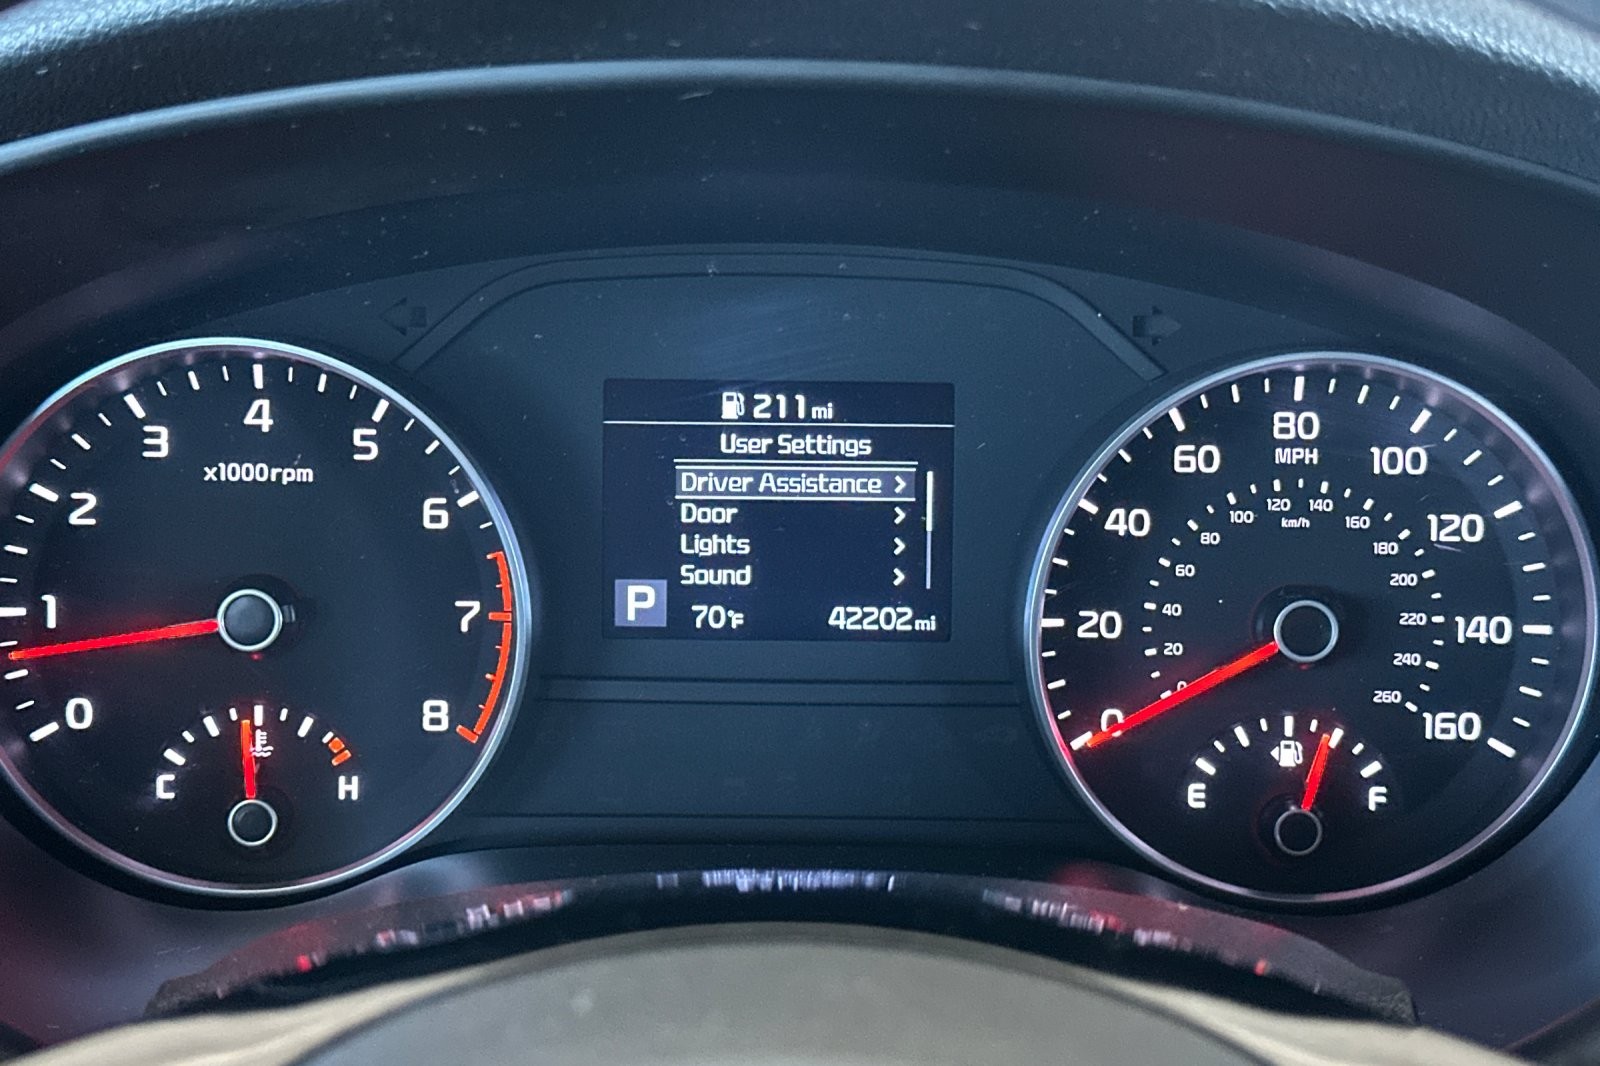 211 mi
User Settings
Driver Assistance >
Door >
Lights >
Sound >
P 70°F 42202 mi
0
1
2
3
4
5
6
7
8
x1000rpm
C H
0
20
40
60
80
100
120
140
160
MPH
0
20
40
60
80
100
120
140
160
180
200
220
240
260
km/h
E F